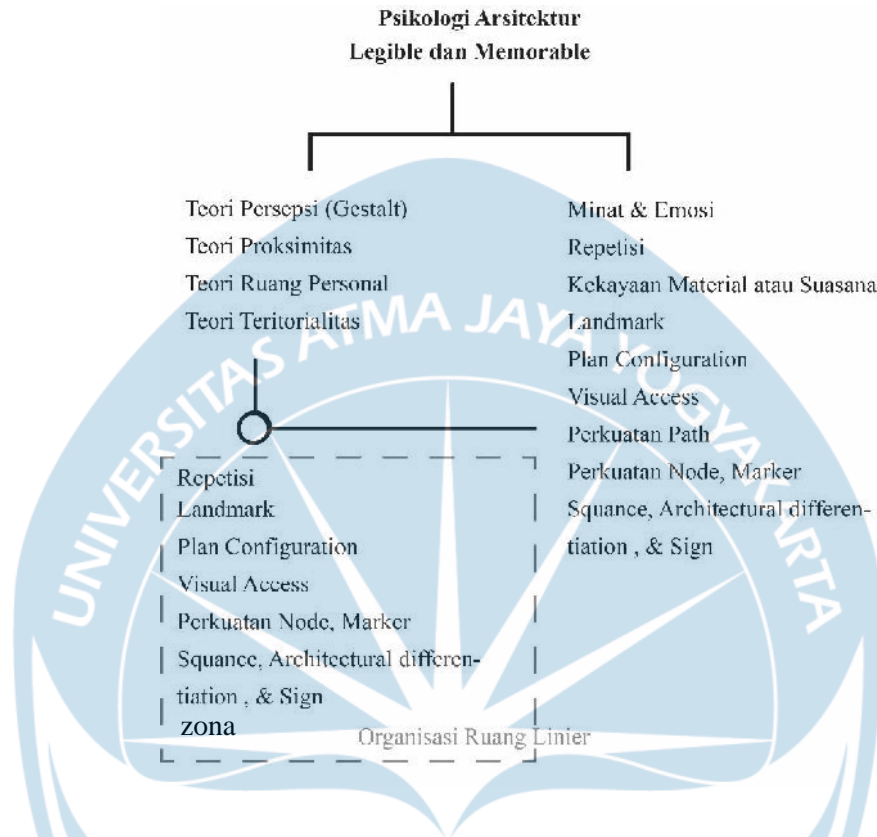 Psikologi Arsitektur
Legible dan Memorable
Teori Persepsi (Gestalt)
Teori Proksimitas
Teori Ruang Personal
Teori Teritorialitas
Minat & Emosi
Repetisi
Kekayaan Material atau Suasana
Landmark
Plan Configuration
Visual Access
Perkuatan Path
Perkuatan Node, Marker
Squance, Architectural differen-
tiation , & Sign
Repetisi
Landmark
Plan Configuration
Visual Access
Perkuatan Node, Marker
Squance, Architectural differen-
tiation , & Sign
zona
Organisasi Ruang Linier
UNIVERSITAS ATMA JAYA YOGYAKARTA